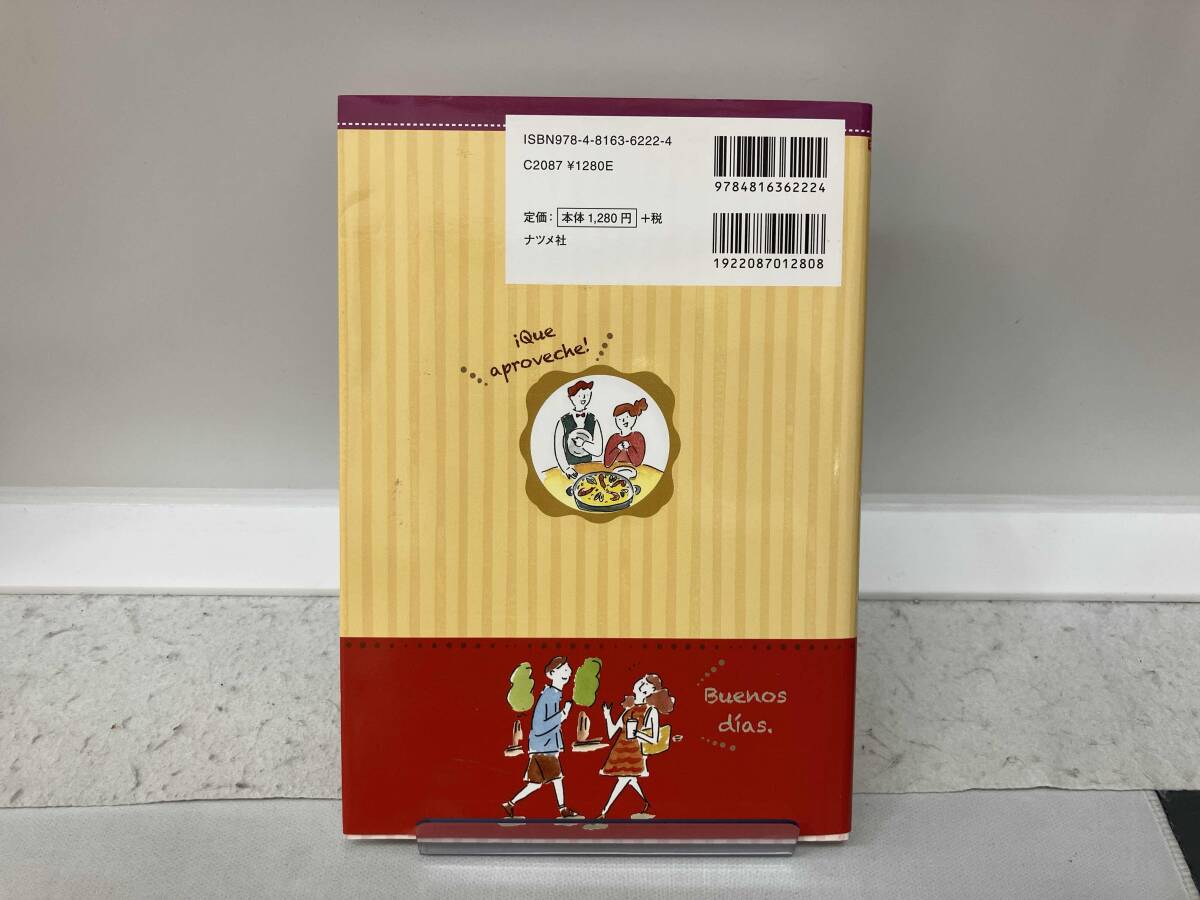 ISBN978-4-8163-6222-4
C2087 ¥1280E
定価： 本体 1,280 円 +税
ナツメ社
9784816362224
1922087012808
¡Que
aproveche!
Buenos
días.